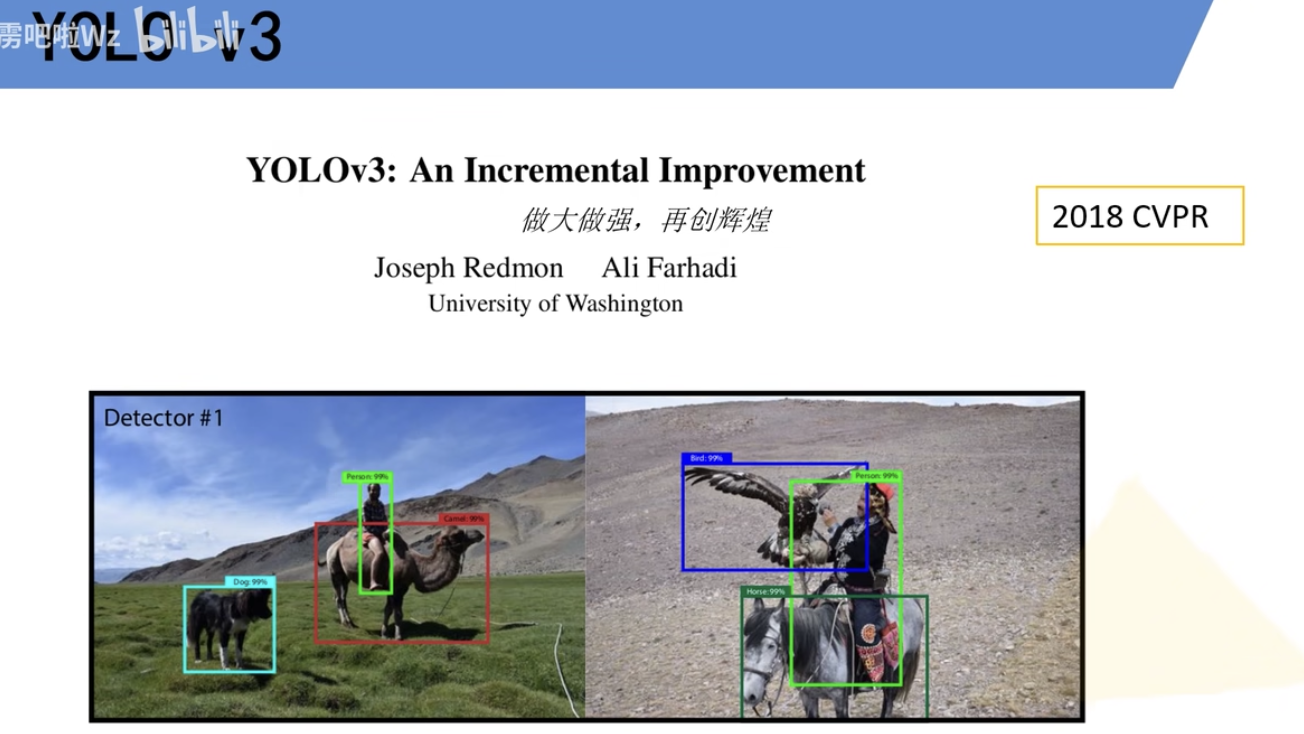 YOLO v3
霹吧啦Wz bilibili
YOLOv3: An Incremental Improvement
做大做强，再创辉煌
2018 CVPR
Joseph Redmon Ali Farhadi
University of Washington
Detector #1
Person: 99%
Camel: 99%
Dog: 99%
Bird: 99%
Person: 99%
Horse: 99%